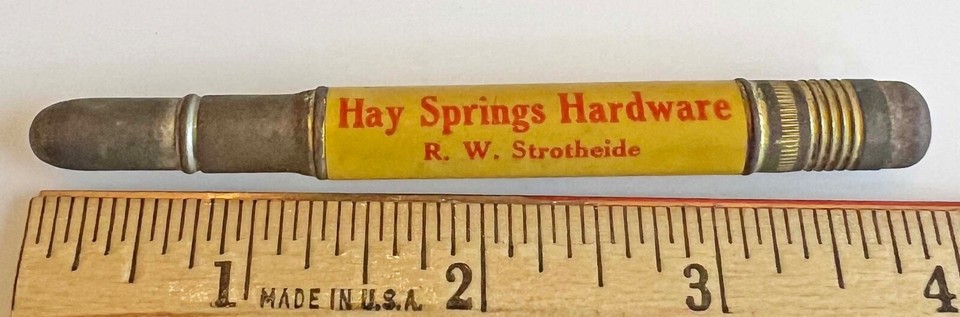 Hay Springs Hardware
R. W. Strotheide
1 MADE IN U.S.A. 2 3 4